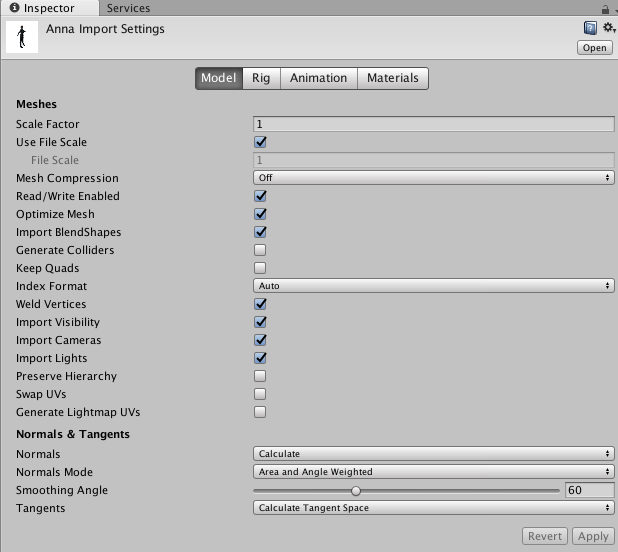 Inspector Services
Anna Import Settings
Open
Model Rig Animation Materials
Meshes
Scale Factor 1
Use File Scale
File Scale 1
Mesh Compression Off
Read/Write Enabled
Optimize Mesh
Import BlendShapes
Generate Colliders
Keep Quads
Index Format Auto
Weld Vertices
Import Visibility
Import Cameras
Import Lights
Preserve Hierarchy
Swap UVs
Generate Lightmap UVs
Normals & Tangents
Normals Calculate
Normals Mode Area and Angle Weighted
Smoothing Angle 60
Tangents Calculate Tangent Space
Revert Apply